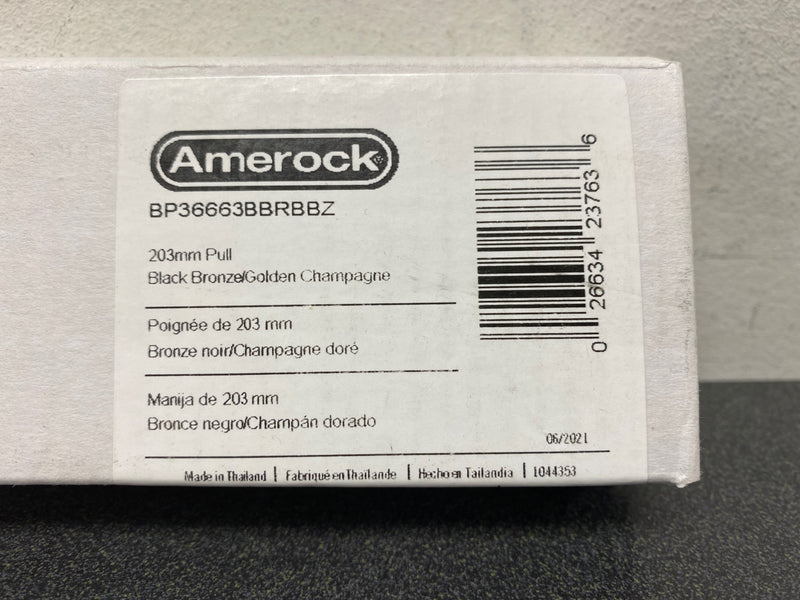 Amerock
BP36663BBRBBZ
203mm Pull
Black Bronze/Golden Champagne
Poignée de 203 mm
Bronze noir/Champagne doré
Manija de 203 mm
Bronce negro/Champán dorado
0 26634 23763 6
06/2021
Made in Thailand | Fabriqué en Thaïlande | Hecho en Tailandia | 1044353